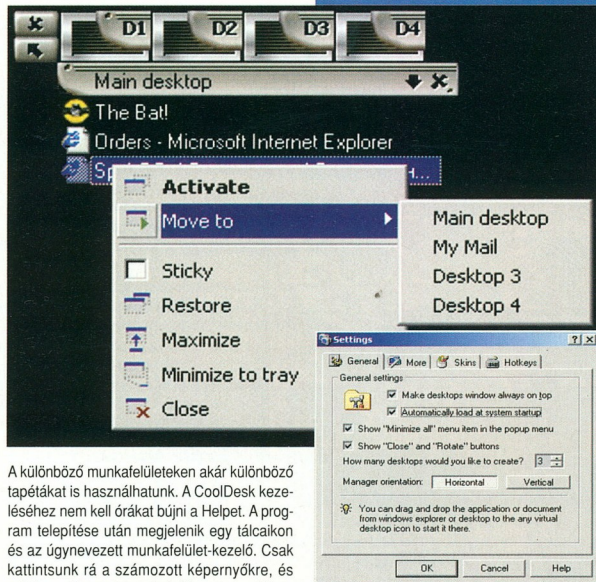 D1 D2 D3 D4
Main desktop
The Bat!
Orders - Microsoft Internet Explorer
Activate
Move to
Sticky
Restore
Maximize
Minimize to tray
Close
Main desktop
My Mail
Desktop 3
Desktop 4
Settings
General More Skins Hotkeys
General settings
Make desktops window always on top
Automatically load at system startup
Show "Minimize all" menu item in the popup menu
Show "Close" and "Rotate" buttons
How many desktops would you like to create? 3
Manager orientation: Horizontal Vertical
You can drag and drop the application or document
from windows explorer or desktop to the any virtual
desktop icon to start it there.
OK Cancel Help
A különböző munkafelületeken akár különböző
tapétákat is használhatunk. A CoolDesk keze-
léséhez nem kell órákat bújni a Helpet. A prog-
ram telepítése után megjelenik egy tálcaikon
és az úgynevezett munkafelület-kezelő. Csak
kattintsunk rá a számozott képernyőkre, és